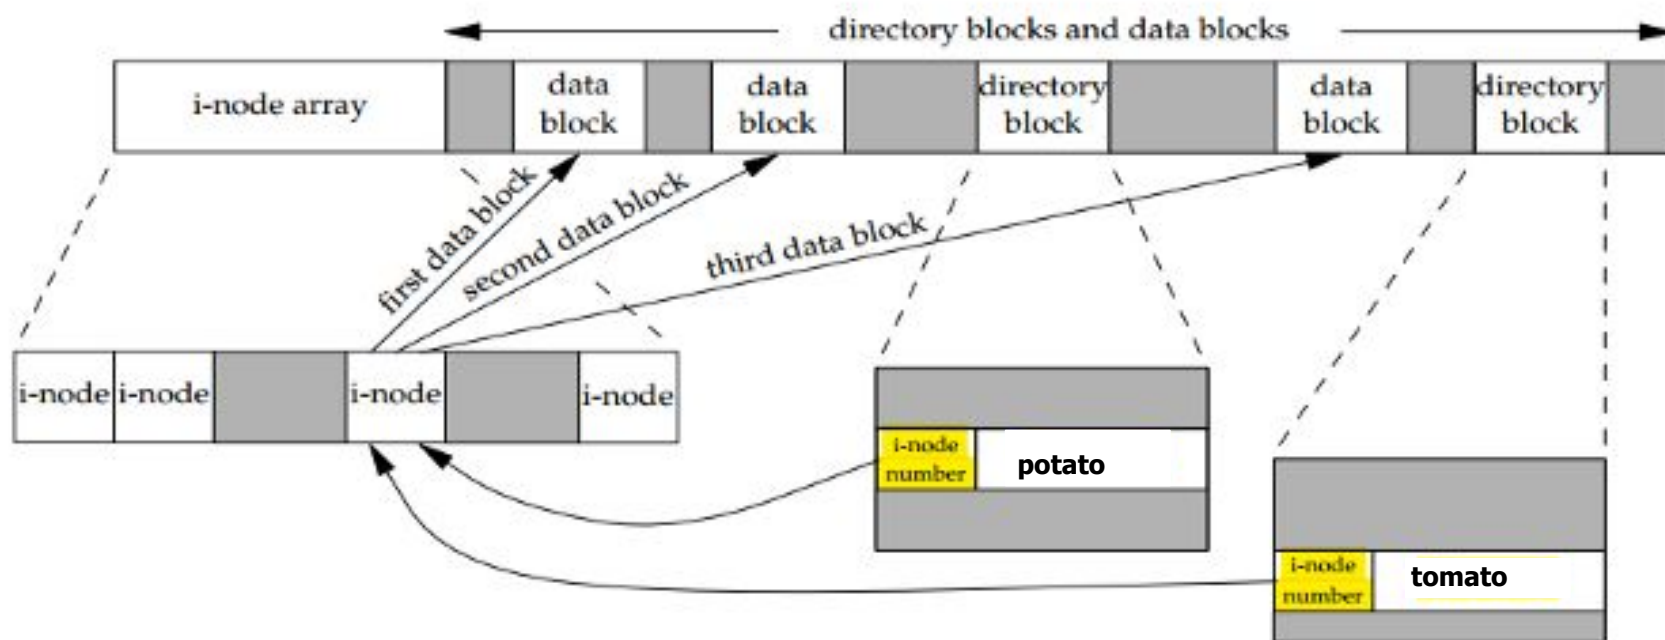 directory blocks and data blocks
i-node array
data
block
data
block
directory
block
data
block
directory
block
first data block
second data block
third data block
i-node
i-node
i-node
i-node
i-node
number
potato
i-node
number
tomato